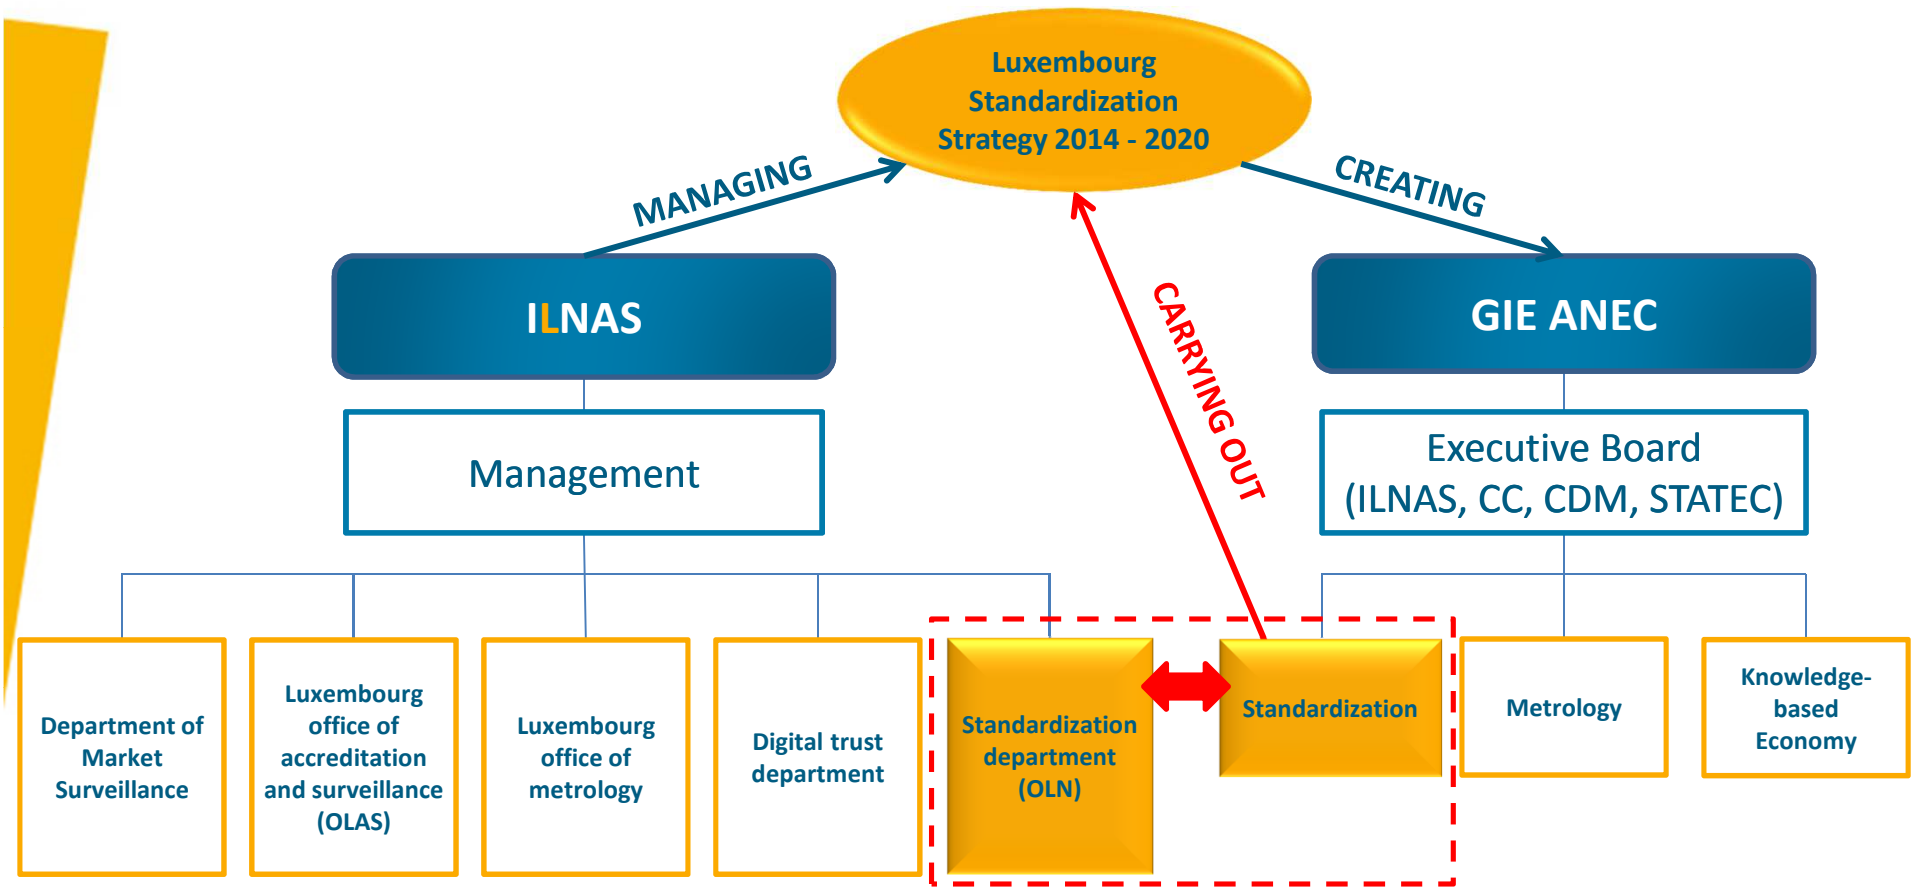 Luxembourg
Standardization
Strategy 2014 - 2020
MANAGING
CREATING
ILNAS
GIE ANEC
CARRYING OUT
Management
Executive Board
(ILNAS, CC, CDM, STATEC)
Department of
Market
Surveillance
Luxembourg
office of
accreditation
and surveillance
(OLAS)
Luxembourg
office of
metrology
Digital trust
department
Standardization
department
(OLN)
Standardization
Metrology
Knowledge-
based
Economy